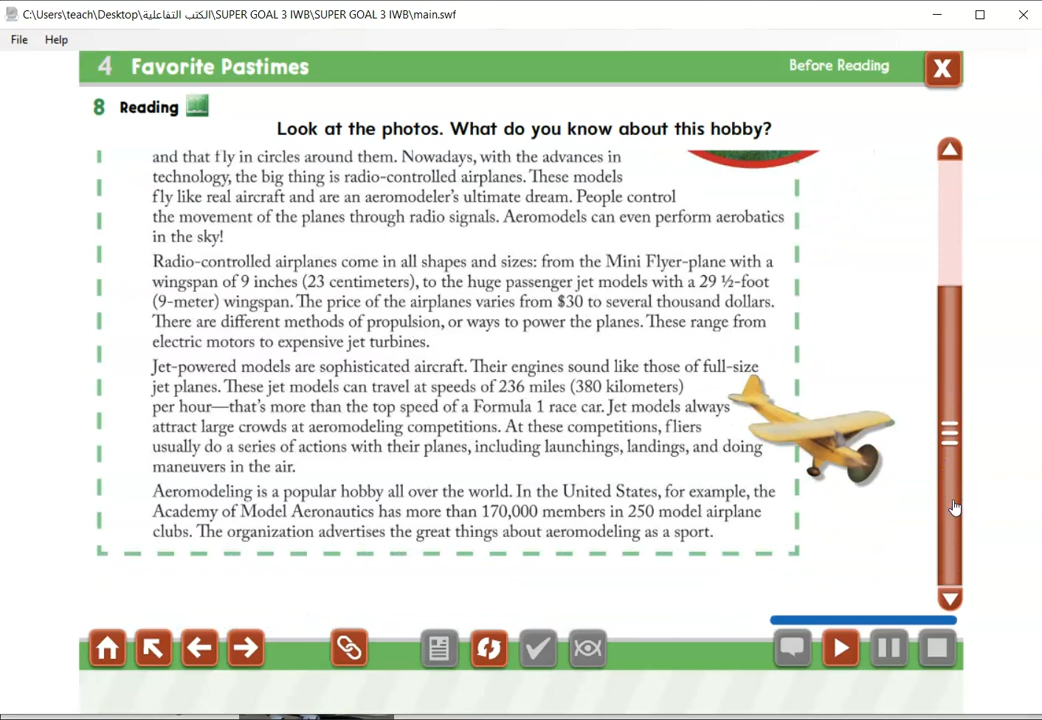 C:\Users\teach\Desktop\الكتب التفاعلية\SUPER GOAL 3 IWB\SUPER GOAL 3 IWB\main.swf
File Help
4 Favorite Pastimes
Before Reading
X
8 Reading
Look at the photos. What do you know about this hobby?
and that fly in circles around them. Nowadays, with the advances in
technology, the big thing is radio-controlled airplanes. These models
fly like real aircraft and are an aeromodeler's ultimate dream. People control
the movement of the planes through radio signals. Aeromodels can even perform aerobatics
in the sky!
Radio-controlled airplanes come in all shapes and sizes: from the Mini Flyer-plane with a
wingspan of 9 inches (23 centimeters), to the huge passenger jet models with a 29 ½-foot
(9-meter) wingspan. The price of the airplanes varies from $30 to several thousand dollars.
There are different methods of propulsion, or ways to power the planes. These range from
electric motors to expensive jet turbines.
Jet-powered models are sophisticated aircraft. Their engines sound like those of full-size
jet planes. These jet models can travel at speeds of 236 miles (380 kilometers)
per hour—that's more than the top speed of a Formula 1 race car. Jet models always
attract large crowds at aeromodeling competitions. At these competitions, fliers
usually do a series of actions with their planes, including launchings, landings, and doing
maneuvers in the air.
Aeromodeling is a popular hobby all over the world. In the United States, for example, the
Academy of Model Aeronautics has more than 170,000 members in 250 model airplane
clubs. The organization advertises the great things about aeromodeling as a sport.